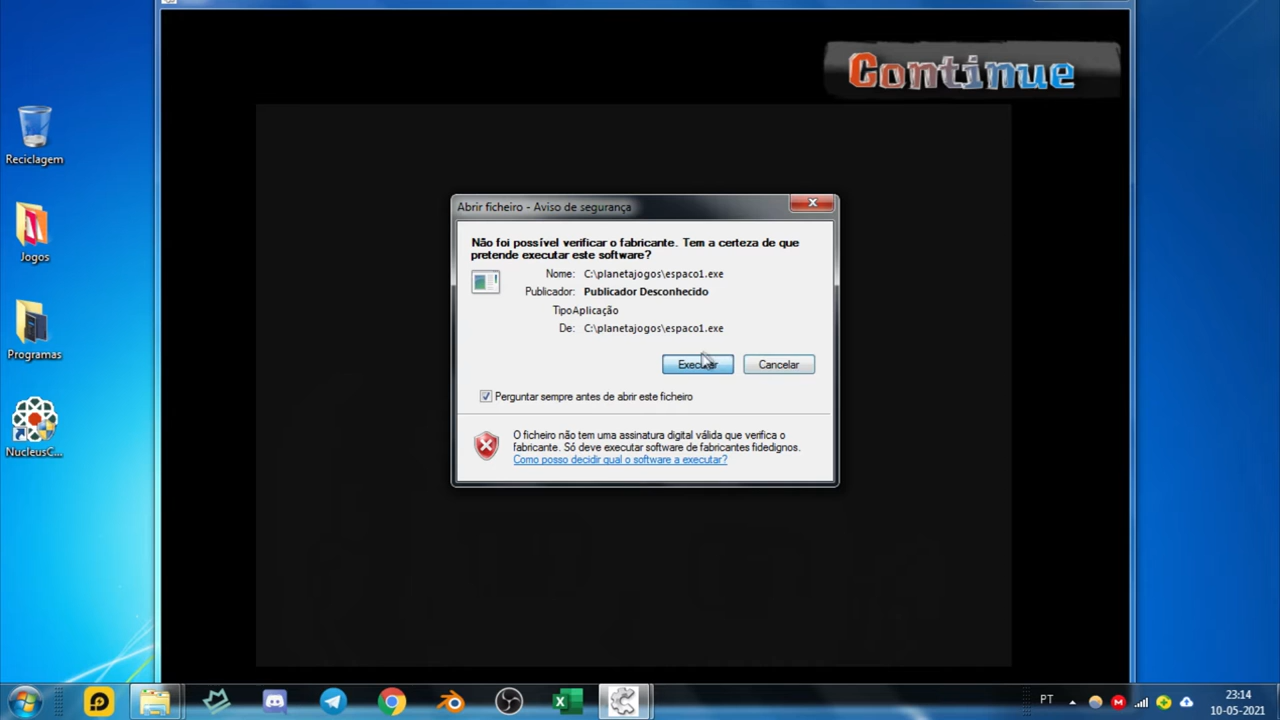 Continue
Reciclagem
Jogos
Programas
NucleusC...
Abrir ficheiro - Aviso de segurança
Não foi possível verificar o fabricante. Tem a certeza de que
pretende executar este software?
Nome: C:\planetajogos\espaco1.exe
Publicador: Publicador Desconhecido
TipoAplicação
De: C:\planetajogos\espaco1.exe
Executar Cancelar
Perguntar sempre antes de abrir este ficheiro
O ficheiro não tem uma assinatura digital válida que verifica o
fabricante. Só deve executar software de fabricantes fidedignos.
Como posso decidir qual o software a executar?
PT
23:14
10-05-2021